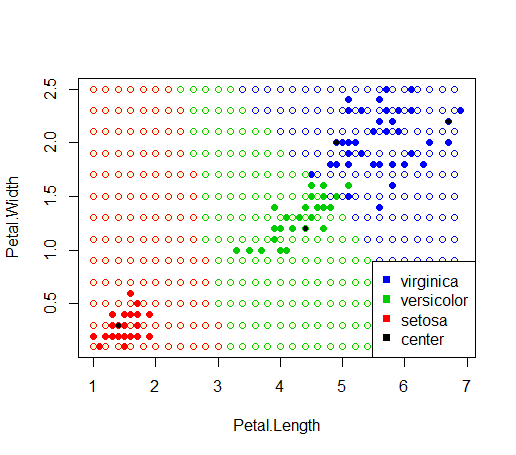 Petal.Width
2.5
2.0
1.5
1.0
0.5
virginica
versicolor
setosa
center
1 2 3 4 5 6 7
Petal.Length